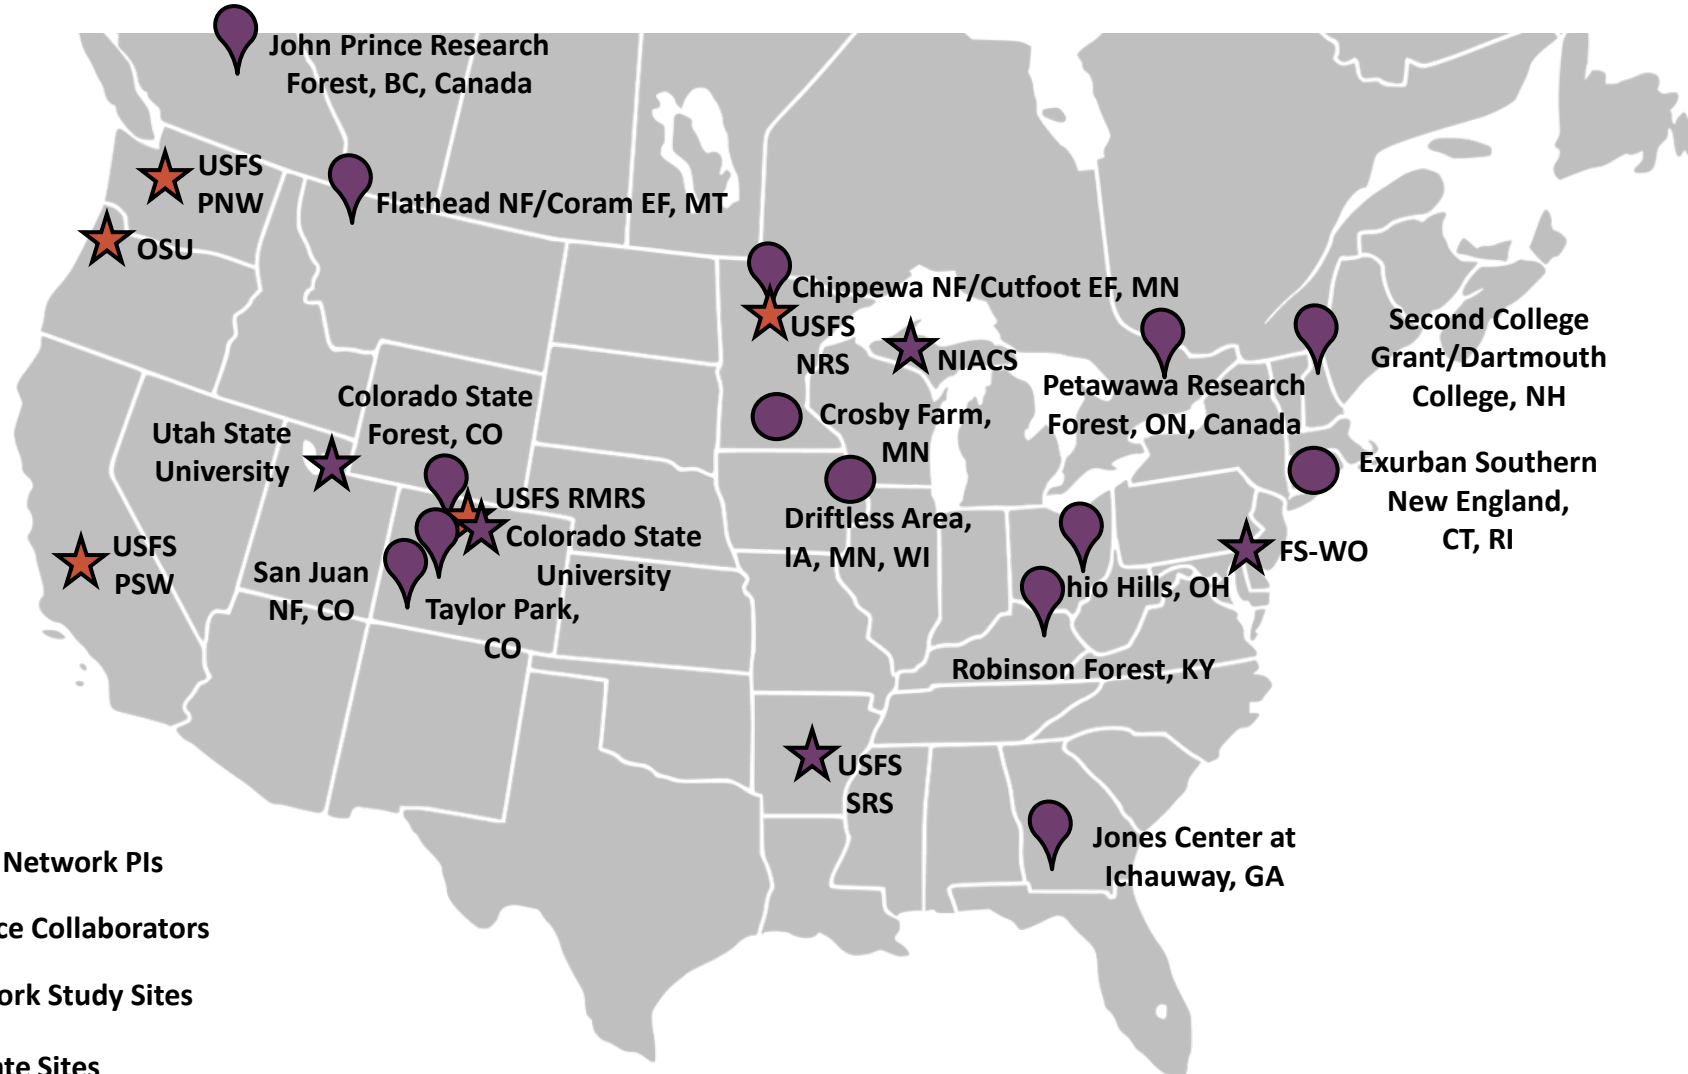 John Prince Research
Forest, BC, Canada
USFS
PNW
Flathead NF/Coram EF, MT
OSU
Chippewa NF/Cutfoot EF, MN
USFS
NRS
NIACS
Second College
Grant/Dartmouth
College, NH
Petawawa Research
Forest, ON, Canada
Colorado State
Forest, CO
Crosby Farm,
MN
Utah State
University
Exurban Southern
New England,
CT, RI
USFS RMRS
Colorado State
University
Driftless Area,
IA, MN, WI
FS-WO
USFS
PSW
San Juan
NF, CO
Taylor Park,
CO
hio Hills, OH
Robinson Forest, KY
USFS
SRS
Jones Center at
Ichauway, GA
Network PIs
ce Collaborators
ork Study Sites
te Sites